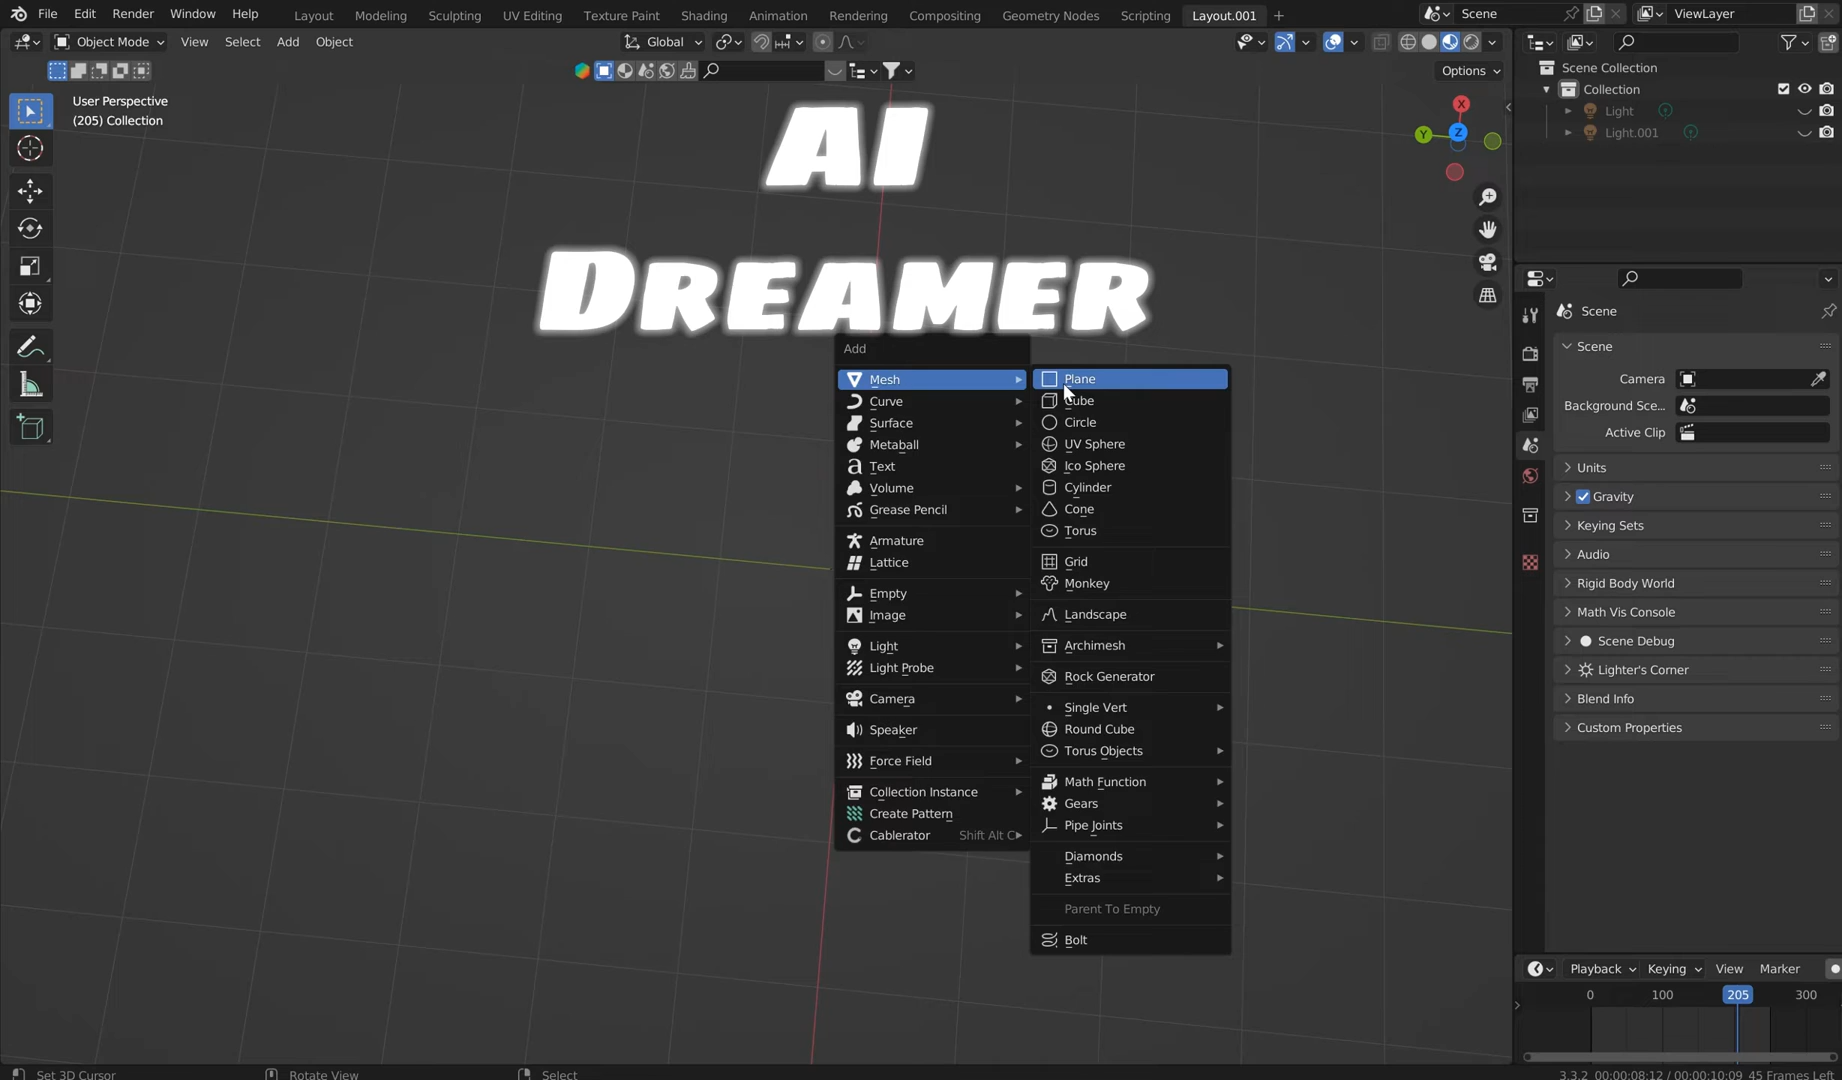 File Edit Render Window Help Layout Modeling Sculpting UV Editing Texture Paint Shading Animation Rendering Compositing Geometry Nodes Scripting Layout.001 + Scene ViewLayer
Object Mode View Select Add Object Global
Options
User Perspective
(205) Collection
X
Y
Z
AI
DREAMER
Add
Mesh
Curve
Surface
Metaball
Text
Volume
Grease Pencil
Armature
Lattice
Empty
Image
Light
Light Probe
Camera
Speaker
Force Field
Collection Instance
Create Pattern
Cablerator Shift Alt C
Plane
Cube
Circle
UV Sphere
Ico Sphere
Cylinder
Cone
Torus
Grid
Monkey
Landscape
Archimesh
Rock Generator
Single Vert
Round Cube
Torus Objects
Math Function
Gears
Pipe Joints
Diamonds
Extras
Parent To Empty
Bolt
Scene Collection
Collection
Light
Light.001
Scene
Scene
Camera
Background Sce...
Active Clip
Units
Gravity
Keying Sets
Audio
Rigid Body World
Math Vis Console
Scene Debug
Lighter's Corner
Blend Info
Custom Properties
Playback Keying View Marker
0 100 205 300
Set 3D Cursor Rotate View Select 3.3.2 00:00:08:12 / 00:00:10:09 45 Frames Left